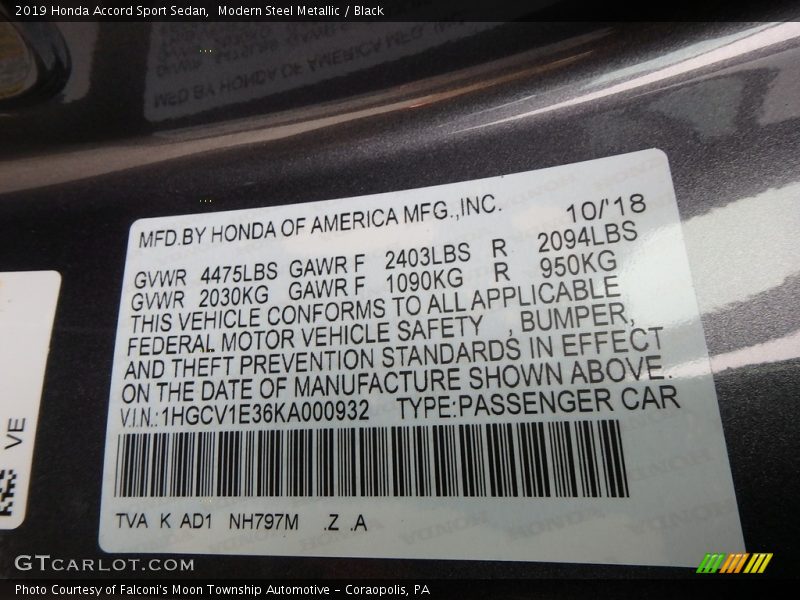 2019 Honda Accord Sport Sedan, Modern Steel Metallic / Black
MFD.BY HONDA OF AMERICA MFG.,INC. 10/'18
GVWR 4475LBS GAWR F 2403LBS R 2094LBS
GVWR 2030KG GAWR F 1090KG R 950KG
THIS VEHICLE CONFORMS TO ALL APPLICABLE
FEDERAL MOTOR VEHICLE SAFETY , BUMPER,
AND THEFT PREVENTION STANDARDS IN EFFECT
ON THE DATE OF MANUFACTURE SHOWN ABOVE.
V.I.N.:1HGCV1E36KA000932 TYPE:PASSENGER CAR
TVA K AD1 NH797M .Z .A
VE
GTCARLOT.COM
Photo Courtesy of Falconi's Moon Township Automotive - Coraopolis, PA